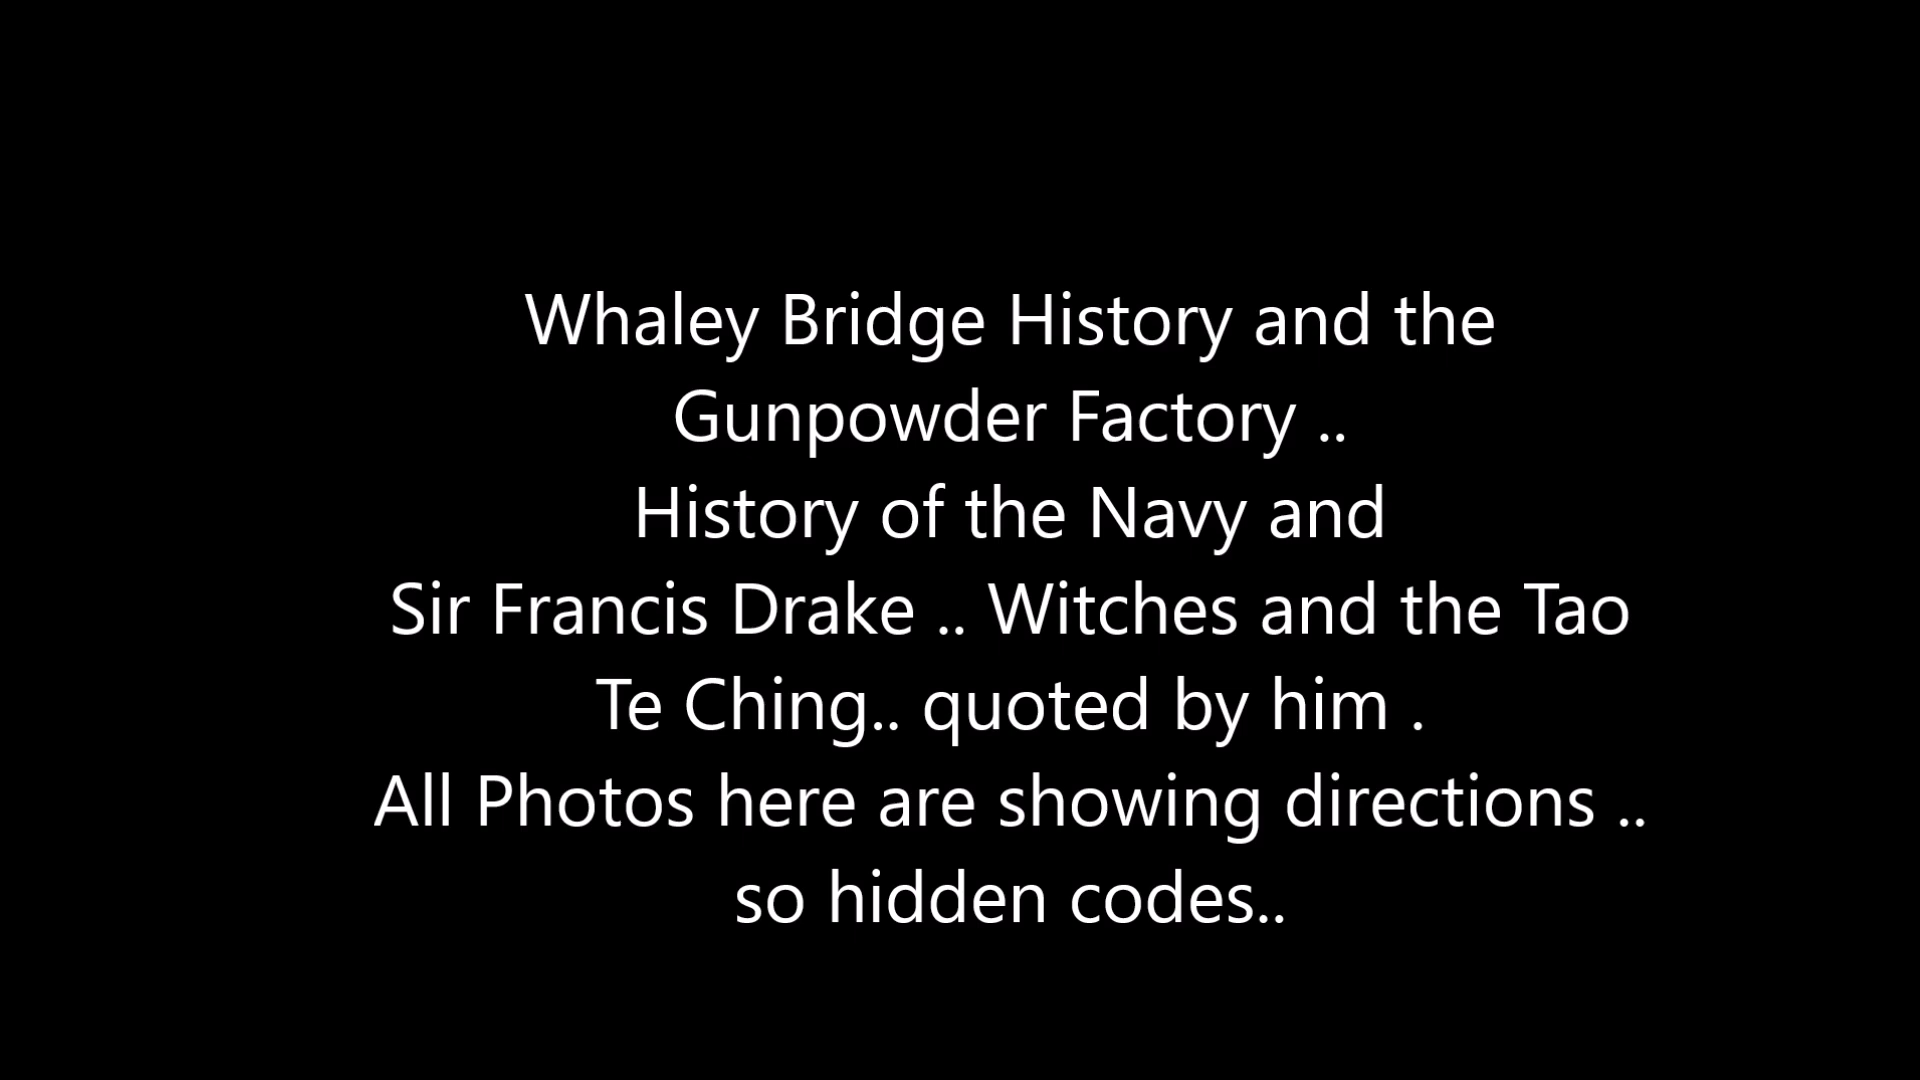 Whaley Bridge History and the
Gunpowder Factory ..
History of the Navy and
Sir Francis Drake .. Witches and the Tao
Te Ching.. quoted by him .
All Photos here are showing directions ..
so hidden codes..